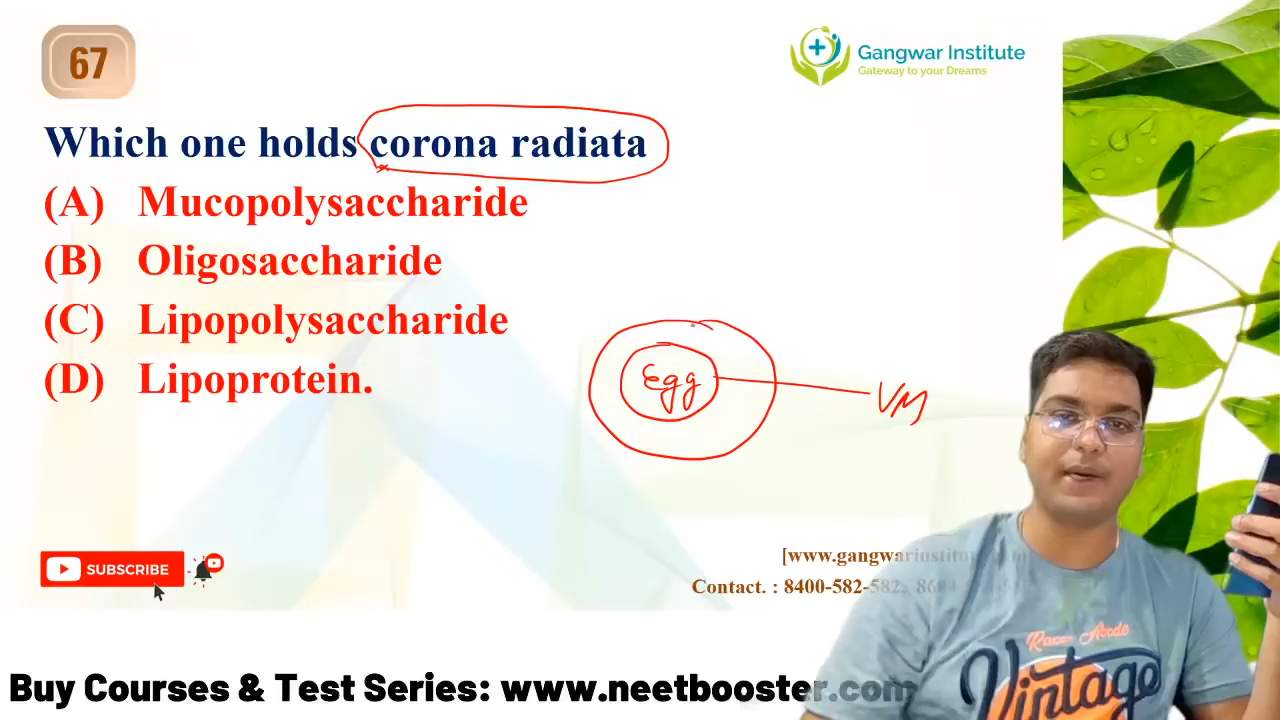 67
Gangwar Institute
Gateway to your Dreams
Which one holds corona radiata
(A) Mucopolysaccharide
(B) Oligosaccharide
(C) Lipopolysaccharide
(D) Lipoprotein.
Egg
VM
SUBSCRIBE
Contact. : 8400-582-582,
Vintage
Buy Courses & Test Series: www.neetbooster.com